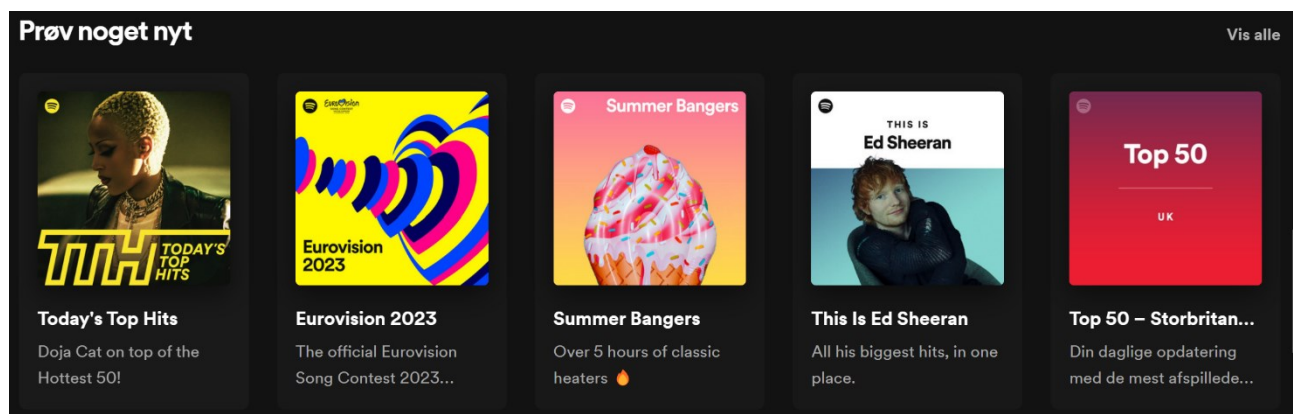 Prøv noget nyt
Vis alle
TTH TODAY'S
TOP
HITS
Today's Top Hits
Doja Cat on top of the
Hottest 50!
Eurovision
Eurovision
2023
Eurovision 2023
The official Eurovision
Song Contest 2023...
Summer Bangers
Summer Bangers
Over 5 hours of classic
heaters 🔥
THIS IS
Ed Sheeran
This Is Ed Sheeran
All his biggest hits, in one
place.
Top 50
UK
Top 50 – Storbritan...
Din daglige opdatering
med de mest afspillede...